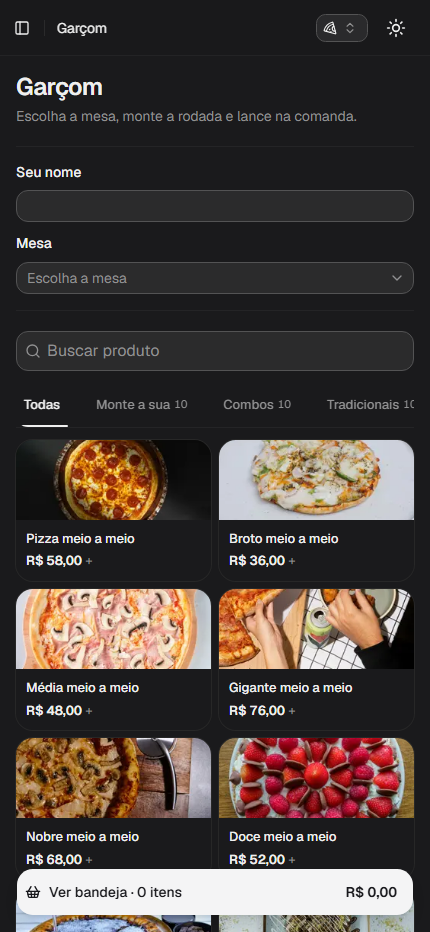 Garçom
Garçom
Escolha a mesa, monte a rodada e lance na comanda.
Seu nome
Mesa
Escolha a mesa
Buscar produto
Todas
Monte a sua 10
Combos 10
Tradicionais 10
Pizza meio a meio
R$ 58,00 +
Broto meio a meio
R$ 36,00 +
Média meio a meio
R$ 48,00 +
Gigante meio a meio
R$ 76,00 +
Nobre meio a meio
R$ 68,00 +
Doce meio a meio
R$ 52,00 +
Ver bandeja · 0 itens
R$ 0,00